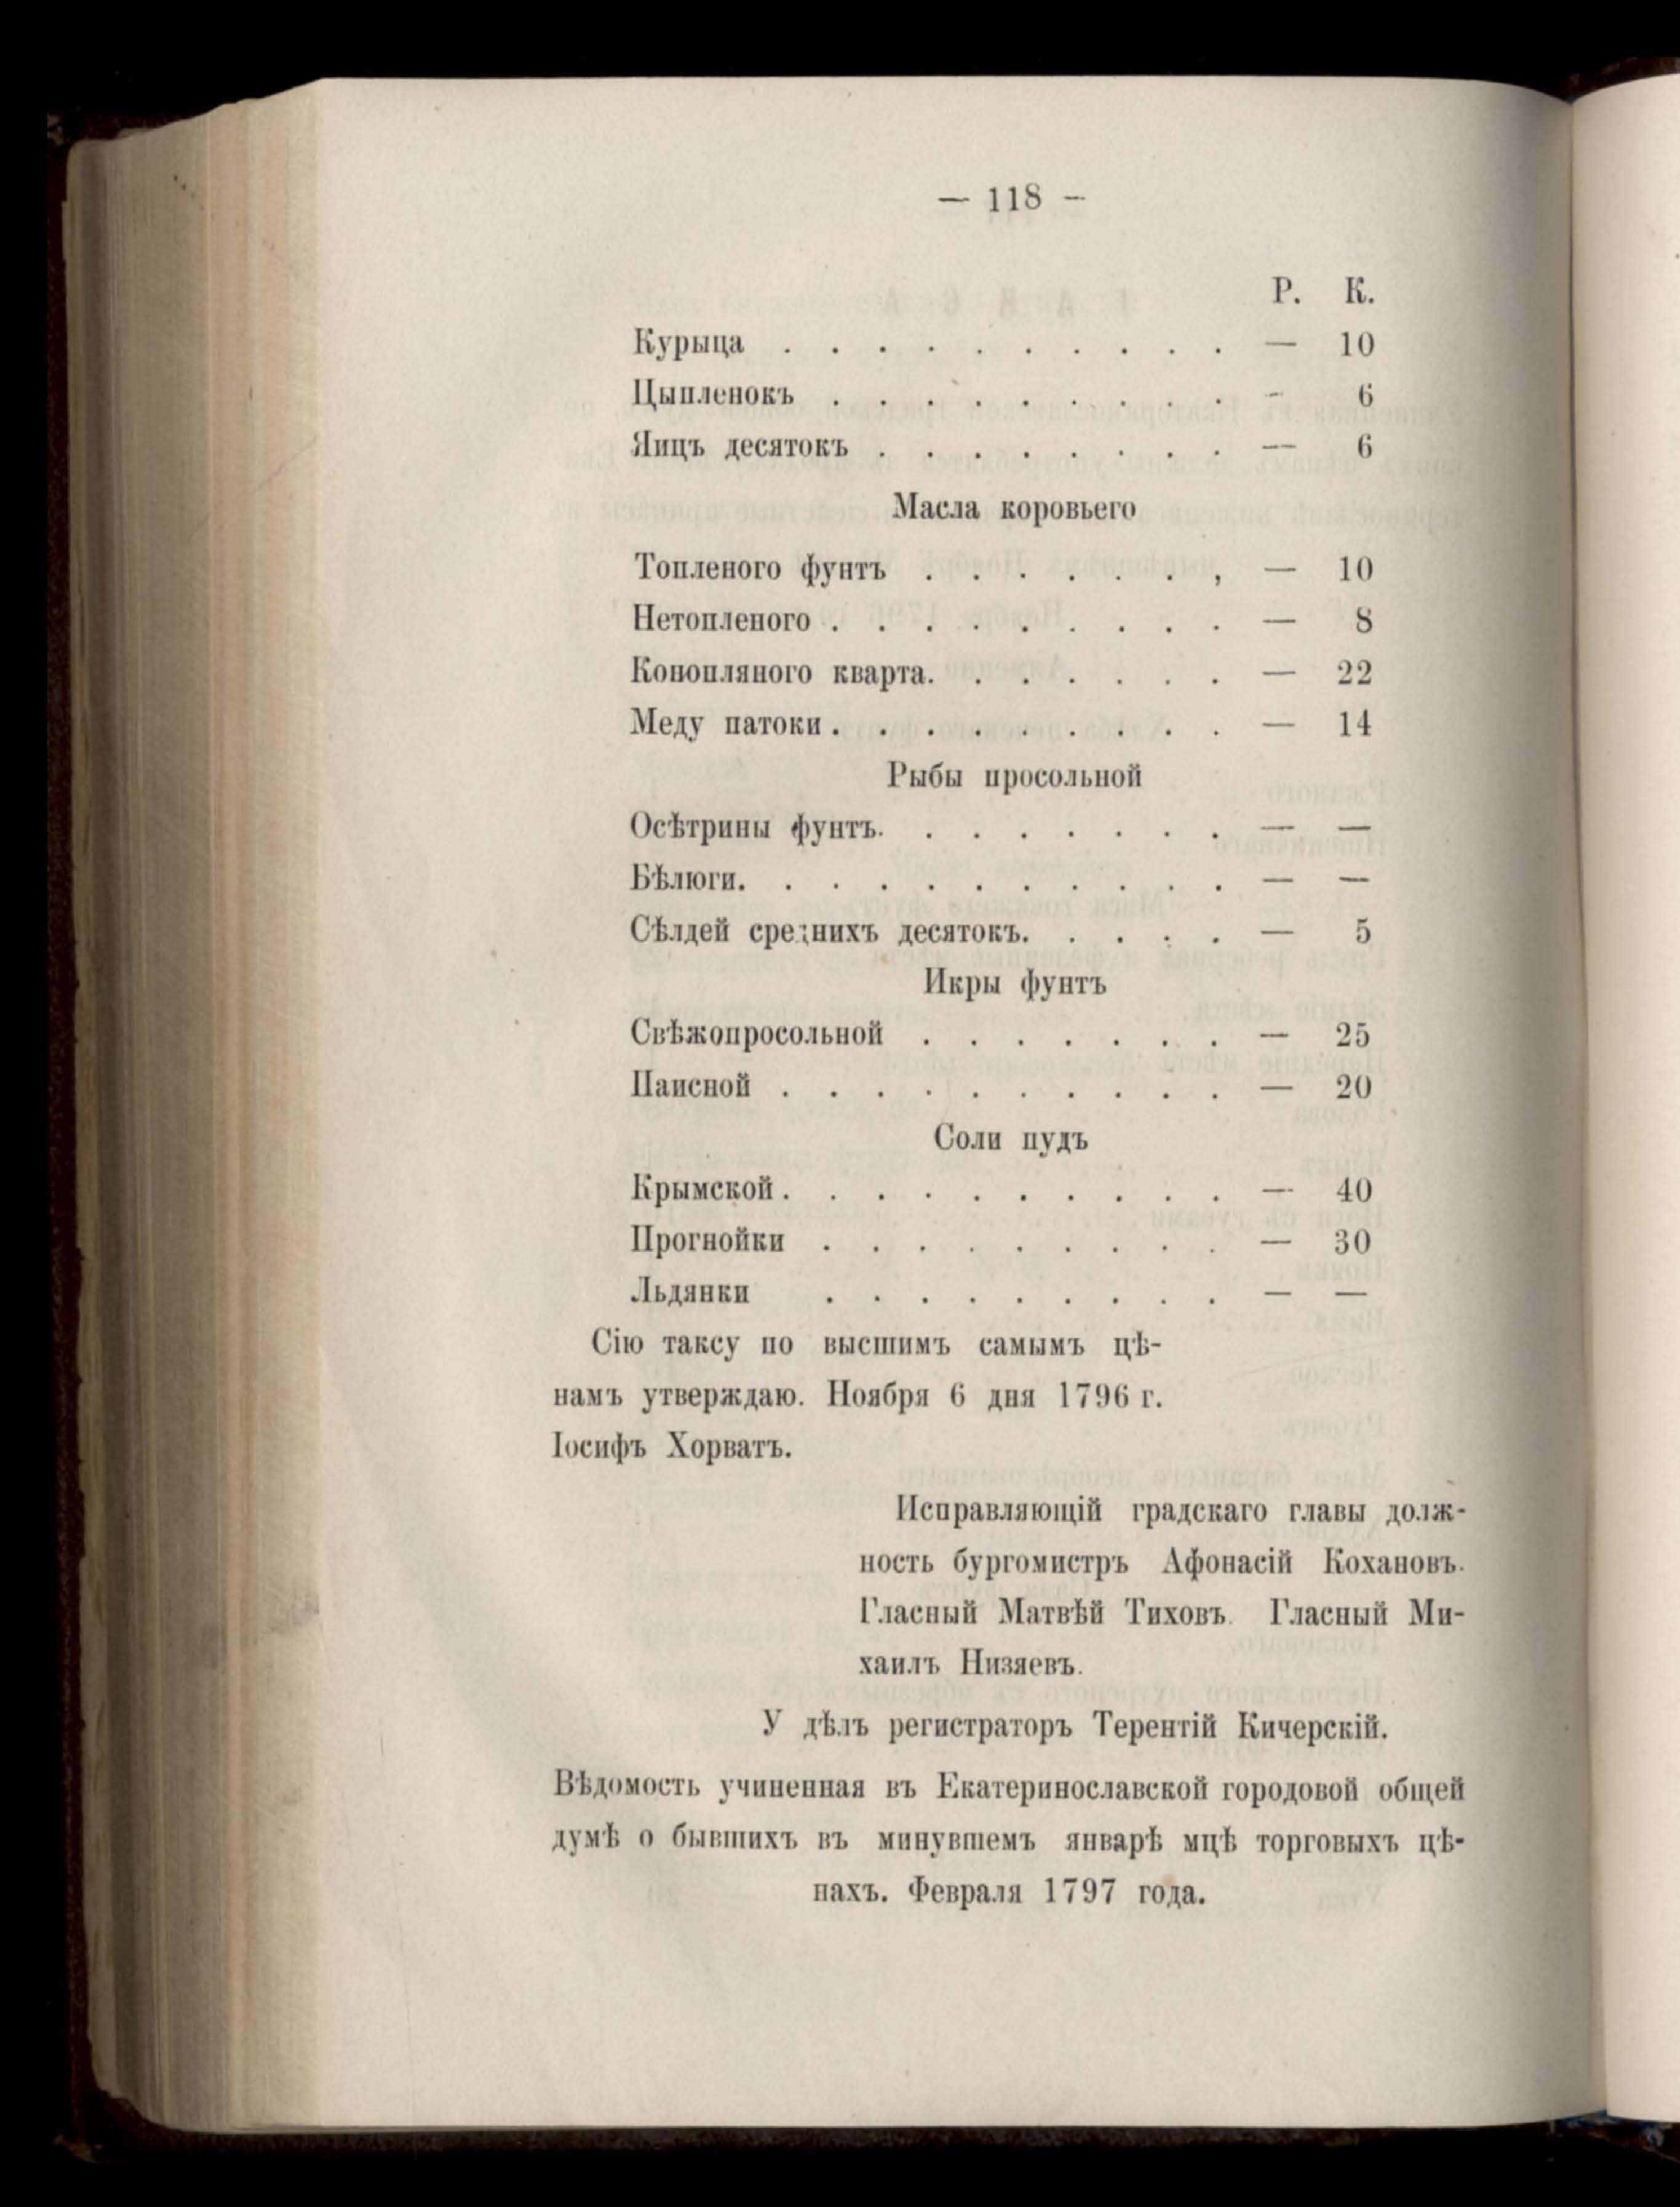 — 118 -
Р. К.
Курыца . . . . . . . . . . — 10
Цыпленокъ . . . . . . . . . - 6
Яицъ десятокъ . . . . . . . . — 6
Масла коровьего
Топленого фунтъ . . . . . . , — 10
Нетопленого . . . . . . . . . — 8
Конопляного кварта. . . . . . . — 22
Меду патоки . . . . . . . . . — 14
Рыбы просольной
Осѣтрины фунтъ. . . . . . . . — —
Бѣлюги. . . . . . . . . . . — —
Сѣлдей средпихъ десятокъ. . . . . — 5
Икры фунтъ
Свѣжопросольной . . . . . . . — 25
Паисной . . . . . . . . . . — 20
Соли пудъ
Крымской . . . . . . . . . . — 40
Прогнойки . . . . . . . . . — 30
Льдянки . . . . . . . . . — —
Сію таксу по высшимъ самымъ цѣ-
намъ утверждаю. Ноября 6 дня 1796 г.
Іосифъ Хорватъ.
Исправляющій градскаго главы долж-
ность бургомистръ Афонасій Кохановъ.
Гласный Матвѣй Тиховъ. Гласный Ми-
хаилъ Низяевъ.
У дѣлъ регистраторъ Терентій Кичерскій.
Вѣдомость учиненная въ Екатеринославской городовой общей
думѣ о бывшихъ въ минувшемъ январѣ мцѣ торговыхъ цѣ-
нахъ. Февраля 1797 года.